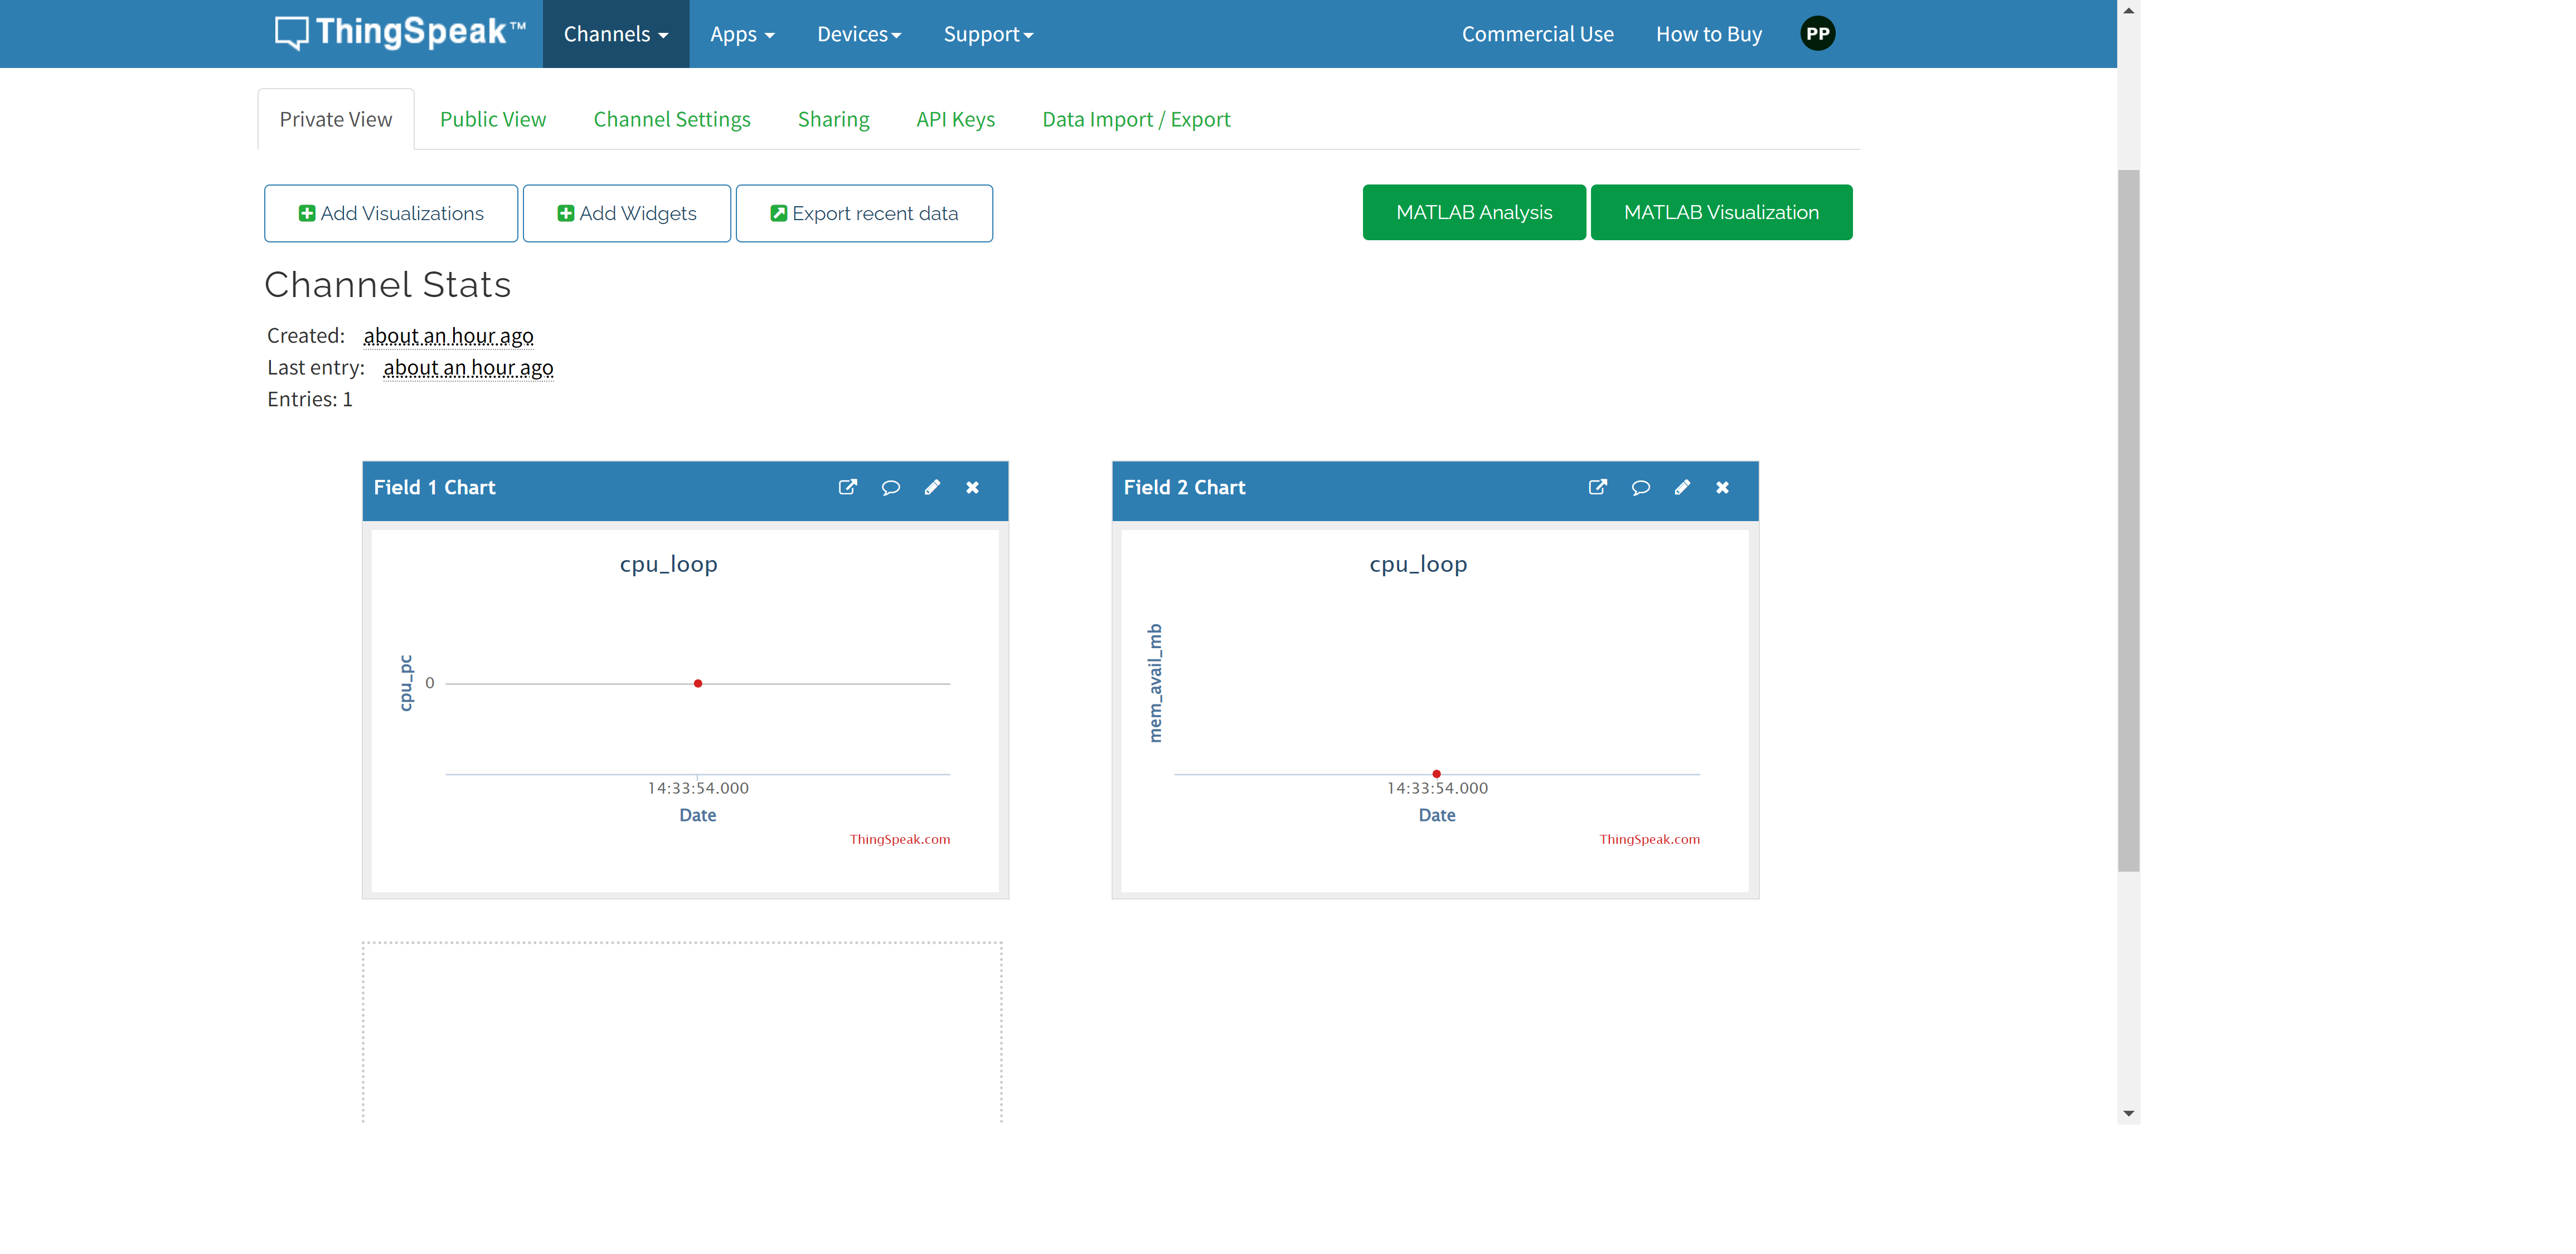 ThingSpeak™ Channels Apps Devices Support Commercial Use How to Buy PP
Private View Public View Channel Settings Sharing API Keys Data Import / Export
Add Visualizations Add Widgets Export recent data MATLAB Analysis MATLAB Visualization
Channel Stats
Created: about an hour ago
Last entry: about an hour ago
Entries: 1
Field 1 Chart
cpu_loop
cpu_pc
0
14:33:54.000
Date
ThingSpeak.com
Field 2 Chart
cpu_loop
mem_avail_mb
14:33:54.000
Date
ThingSpeak.com